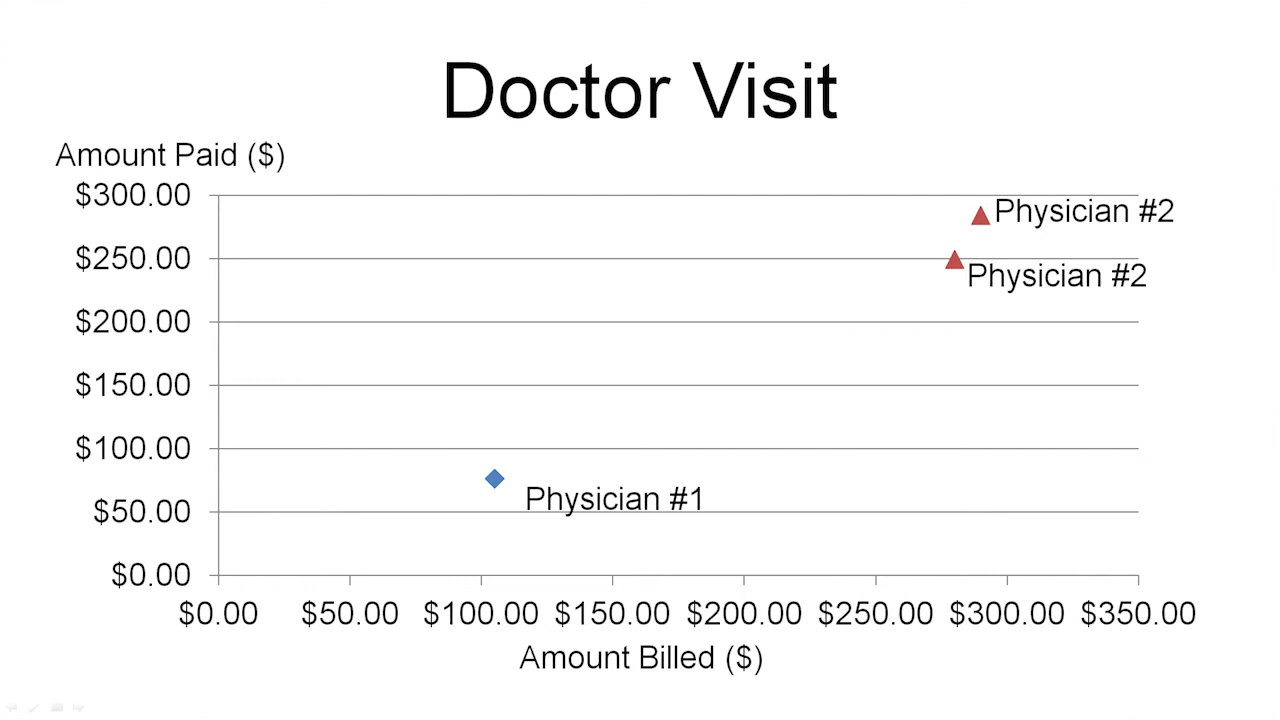 Doctor Visit
Amount Paid ($)
$300.00
Physician #2
$250.00
Physician #2
$200.00
$150.00
$100.00
Physician #1
$50.00
$0.00
$0.00 $50.00 $100.00 $150.00 $200.00 $250.00 $300.00 $350.00
Amount Billed ($)